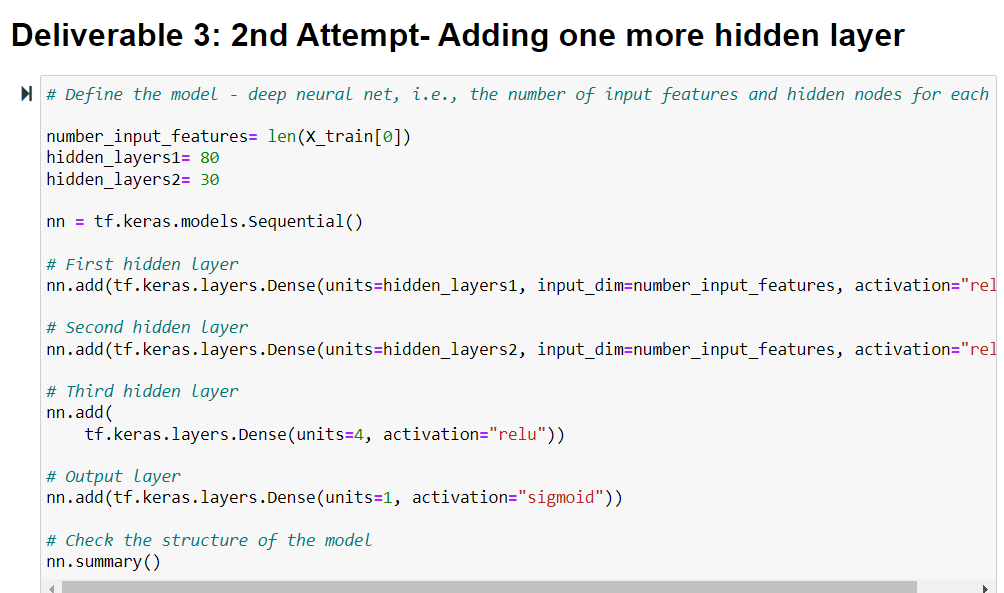 Deliverable 3: 2nd Attempt- Adding one more hidden layer
# Define the model - deep neural net, i.e., the number of input features and hidden nodes for each
number_input_features= len(X_train[0])
hidden_layers1= 80
hidden_layers2= 30
nn = tf.keras.models.Sequential()
# First hidden layer
nn.add(tf.keras.layers.Dense(units=hidden_layers1, input_dim=number_input_features, activation="rel
# Second hidden layer
nn.add(tf.keras.layers.Dense(units=hidden_layers2, input_dim=number_input_features, activation="rel
# Third hidden layer
nn.add(
    tf.keras.layers.Dense(units=4, activation="relu"))
# Output layer
nn.add(tf.keras.layers.Dense(units=1, activation="sigmoid"))
# Check the structure of the model
nn.summary()